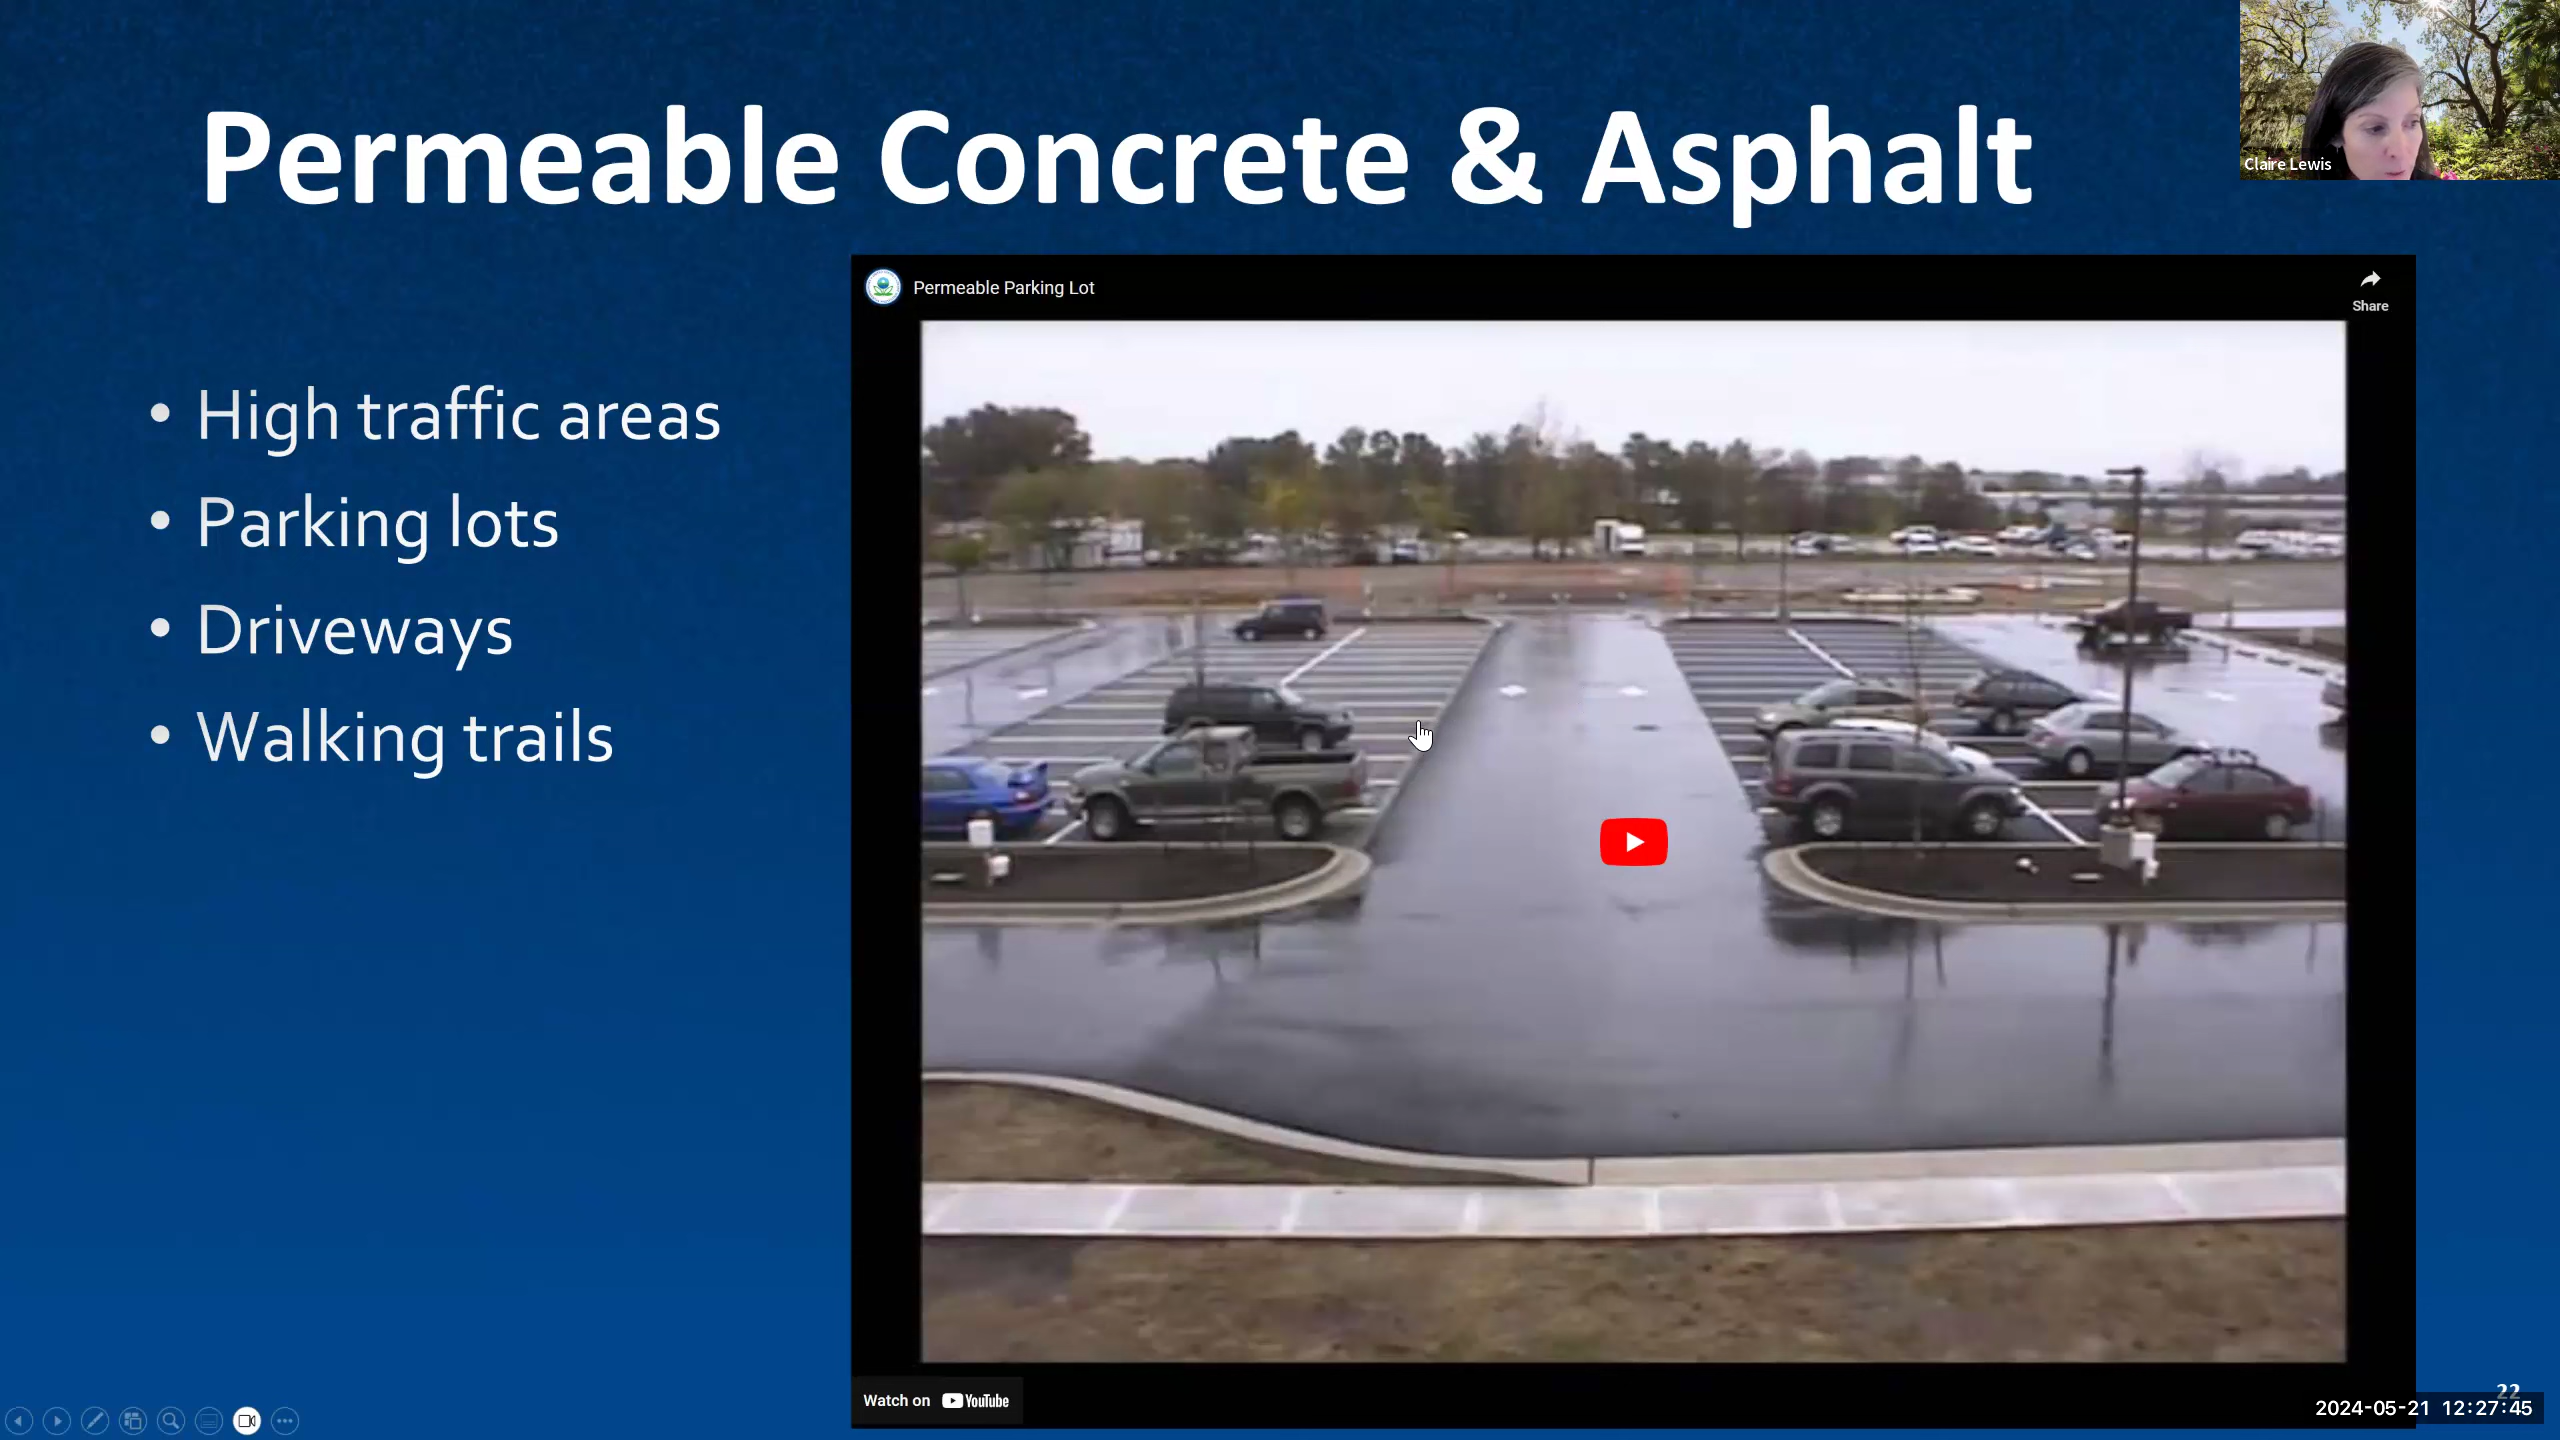 Permeable Concrete & Asphalt
Claire Lewis
Permeable Parking Lot
Share
• High traffic areas
• Parking lots
• Driveways
• Walking trails
Watch on YouTube
22
2024-05-21 12:27:45